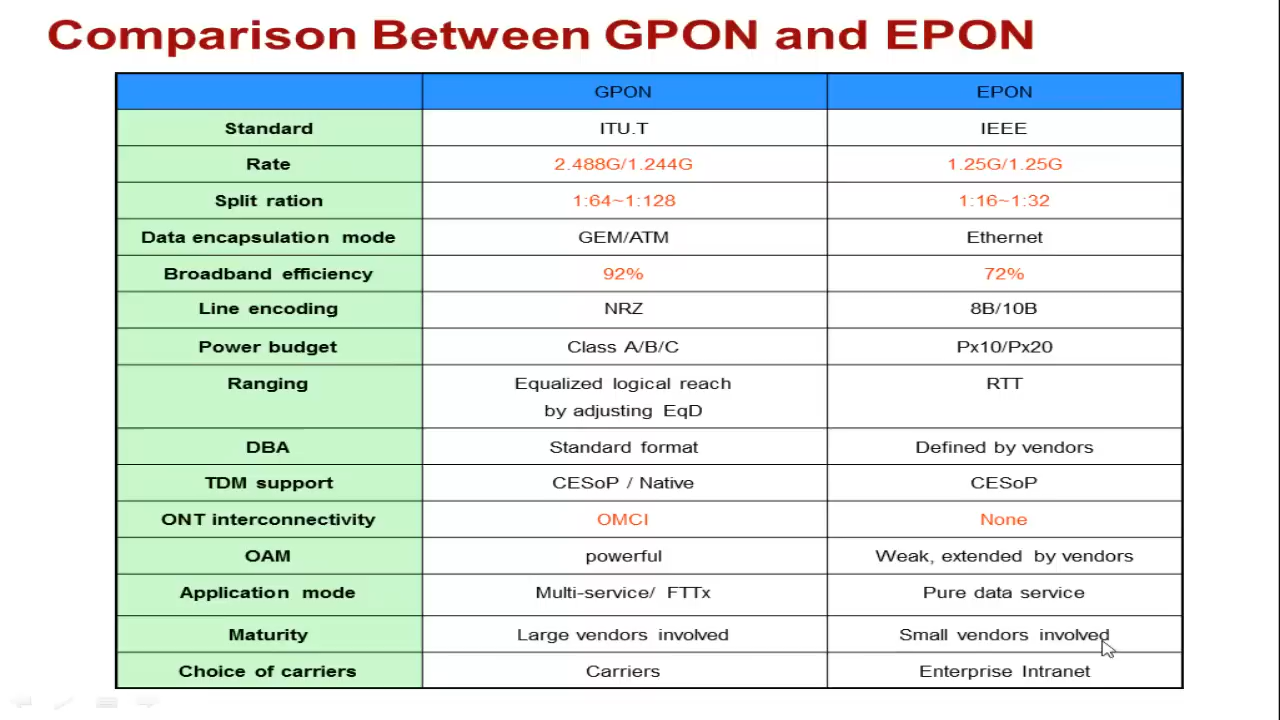 Comparison Between GPON and EPON
GPON EPON
Standard ITU.T IEEE
Rate 2.488G/1.244G 1.25G/1.25G
Split ration 1:64~1:128 1:16~1:32
Data encapsulation mode GEM/ATM Ethernet
Broadband efficiency 92% 72%
Line encoding NRZ 8B/10B
Power budget Class A/B/C Px10/Px20
Ranging Equalized logical reach RTT
by adjusting EqD
DBA Standard format Defined by vendors
TDM support CESoP / Native CESoP
ONT interconnectivity OMCI None
OAM powerful Weak, extended by vendors
Application mode Multi-service/ FTTx Pure data service
Maturity Large vendors involved Small vendors involved
Choice of carriers Carriers Enterprise Intranet